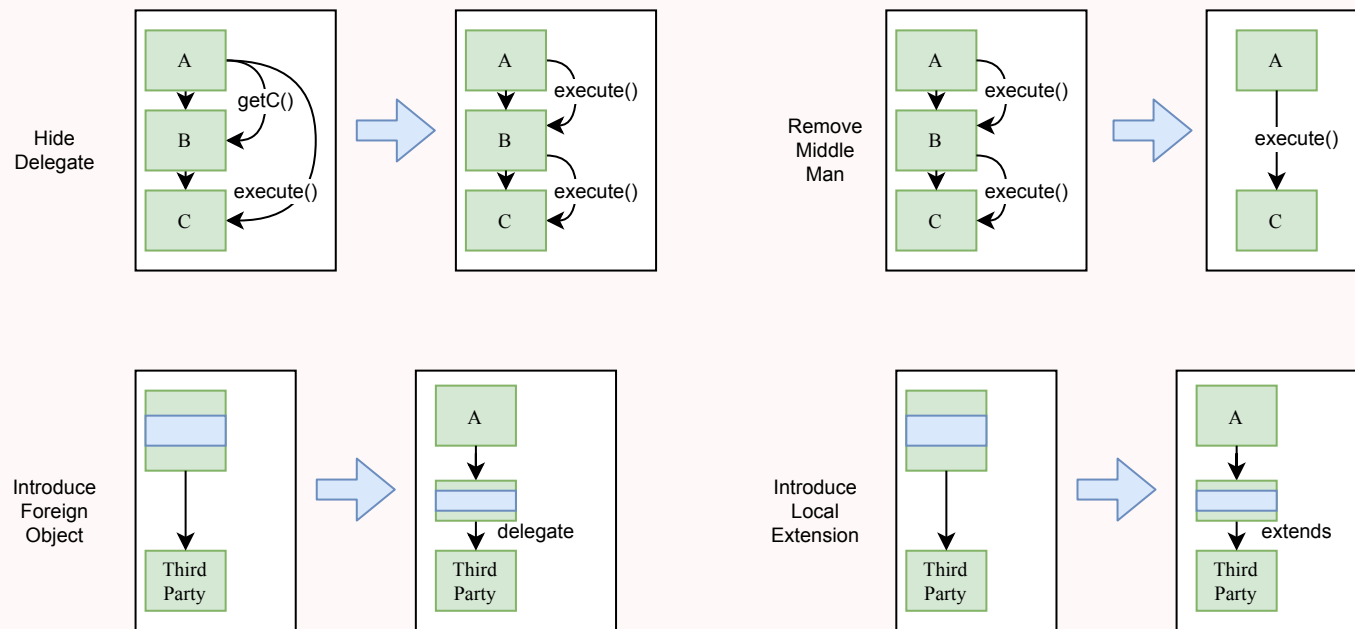 Hide
Delegate
A
getC()
B
execute()
C
A
execute()
B
execute()
C
Remove
Middle
Man
A
execute()
B
execute()
C
A
execute()
C
Introduce
Foreign
Object
Third
Party
A
delegate
Third
Party
Introduce
Local
Extension
Third
Party
A
extends
Third
Party